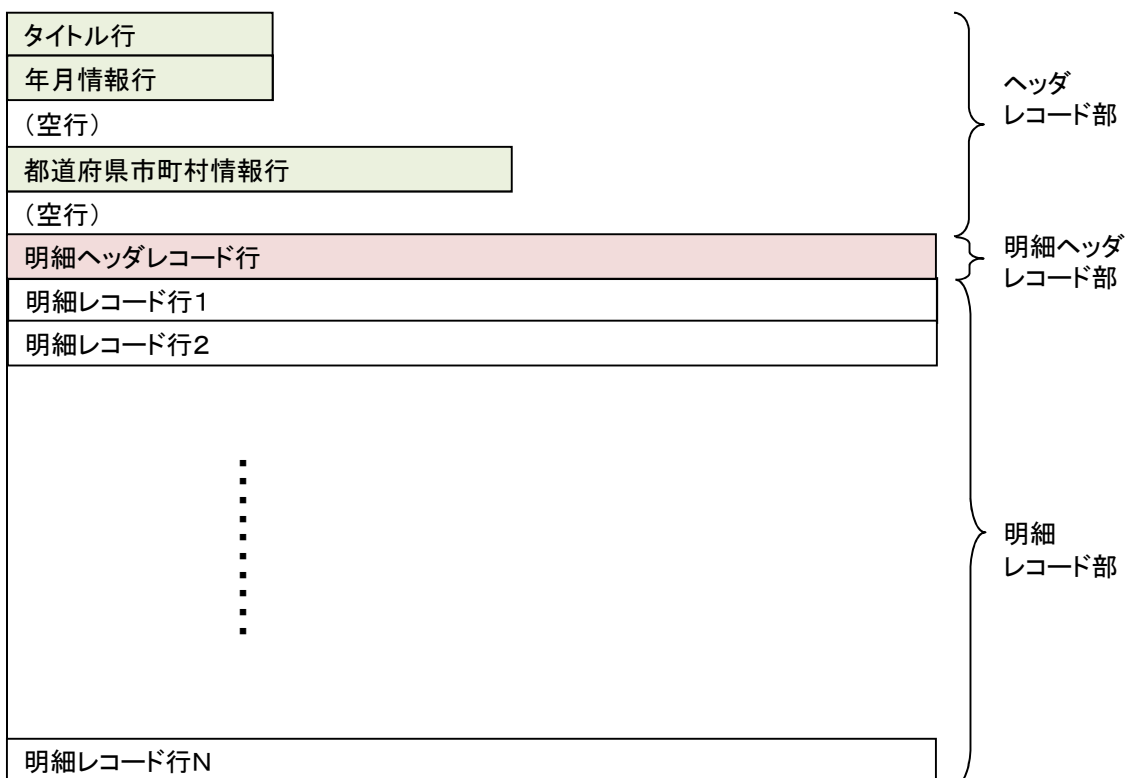 タイトル行
年月情報行
（空行）
都道府県市町村情報行
（空行）
明細ヘッダレコード行
明細レコード行１
明細レコード行２
明細レコード行Ｎ
ヘッダ
レコード部
明細ヘッダ
レコード部
明細
レコード部